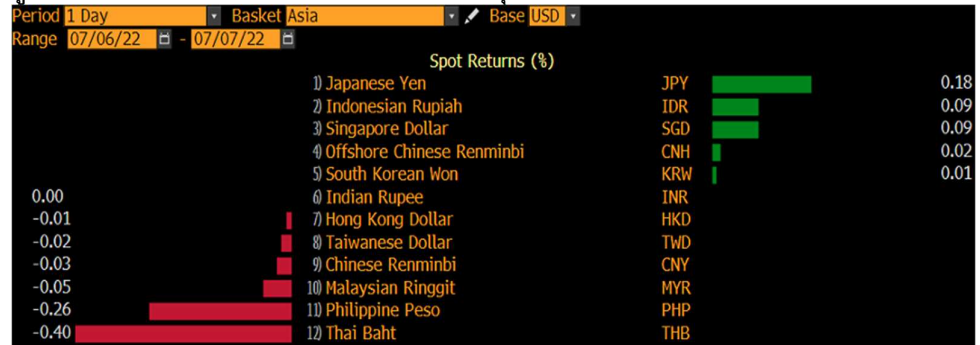 Period 1 Day Basket Asia Base USD
Range 07/06/22 - 07/07/22
Spot Returns (%)
1) Japanese Yen JPY 0.18
2) Indonesian Rupiah IDR 0.09
3) Singapore Dollar SGD 0.09
4) Offshore Chinese Renminbi CNH 0.02
5) South Korean Won KRW 0.01
0.00 6) Indian Rupee INR
-0.01 7) Hong Kong Dollar HKD
-0.02 8) Taiwanese Dollar TWD
-0.03 9) Chinese Renminbi CNY
-0.05 10) Malaysian Ringgit MYR
-0.26 11) Philippine Peso PHP
-0.40 12) Thai Baht THB